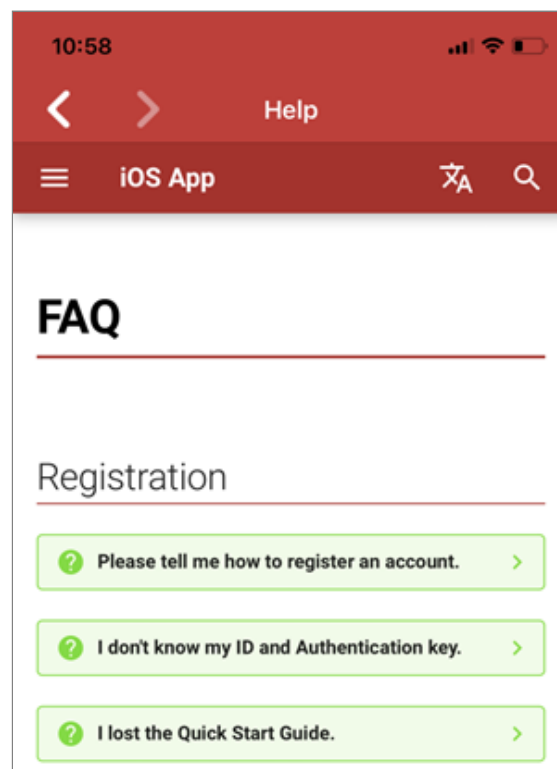 10:58
Help
iOS App
FAQ
Registration
Please tell me how to register an account.
I don't know my ID and Authentication key.
I lost the Quick Start Guide.